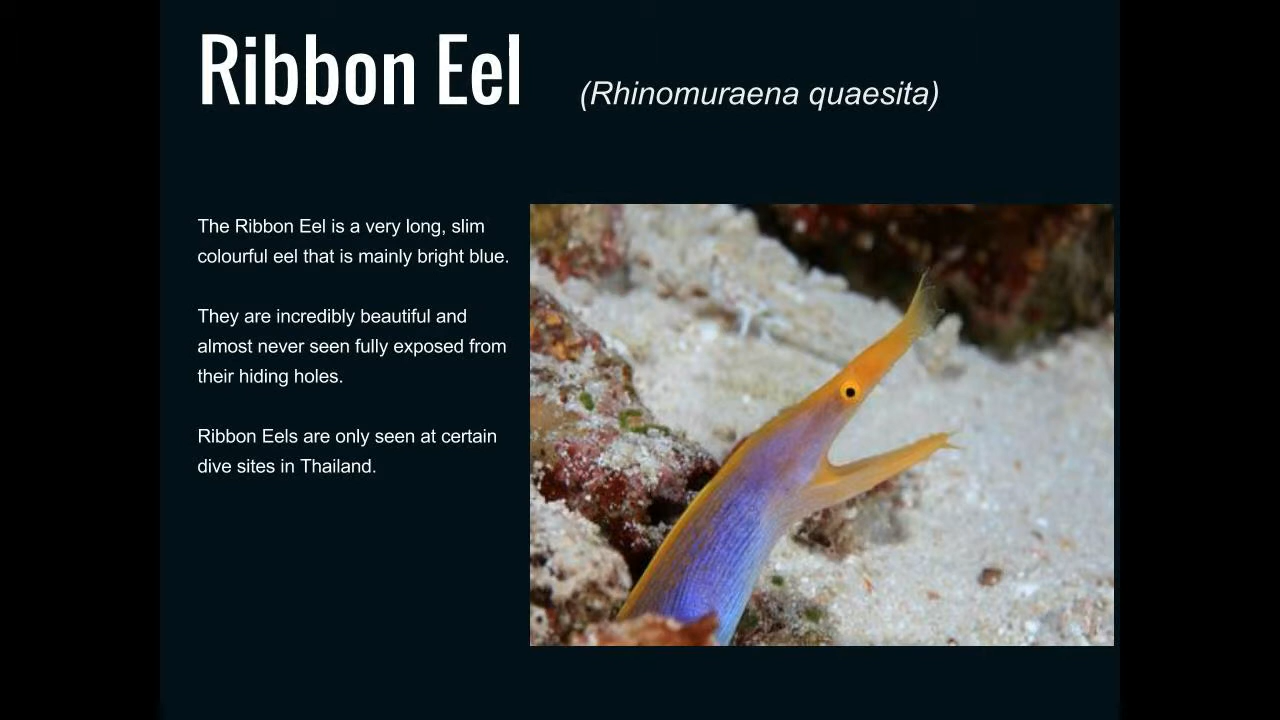 Ribbon Eel (Rhinomuraena quaesita)
The Ribbon Eel is a very long, slim
colourful eel that is mainly bright blue.
They are incredibly beautiful and
almost never seen fully exposed from
their hiding holes.
Ribbon Eels are only seen at certain
dive sites in Thailand.